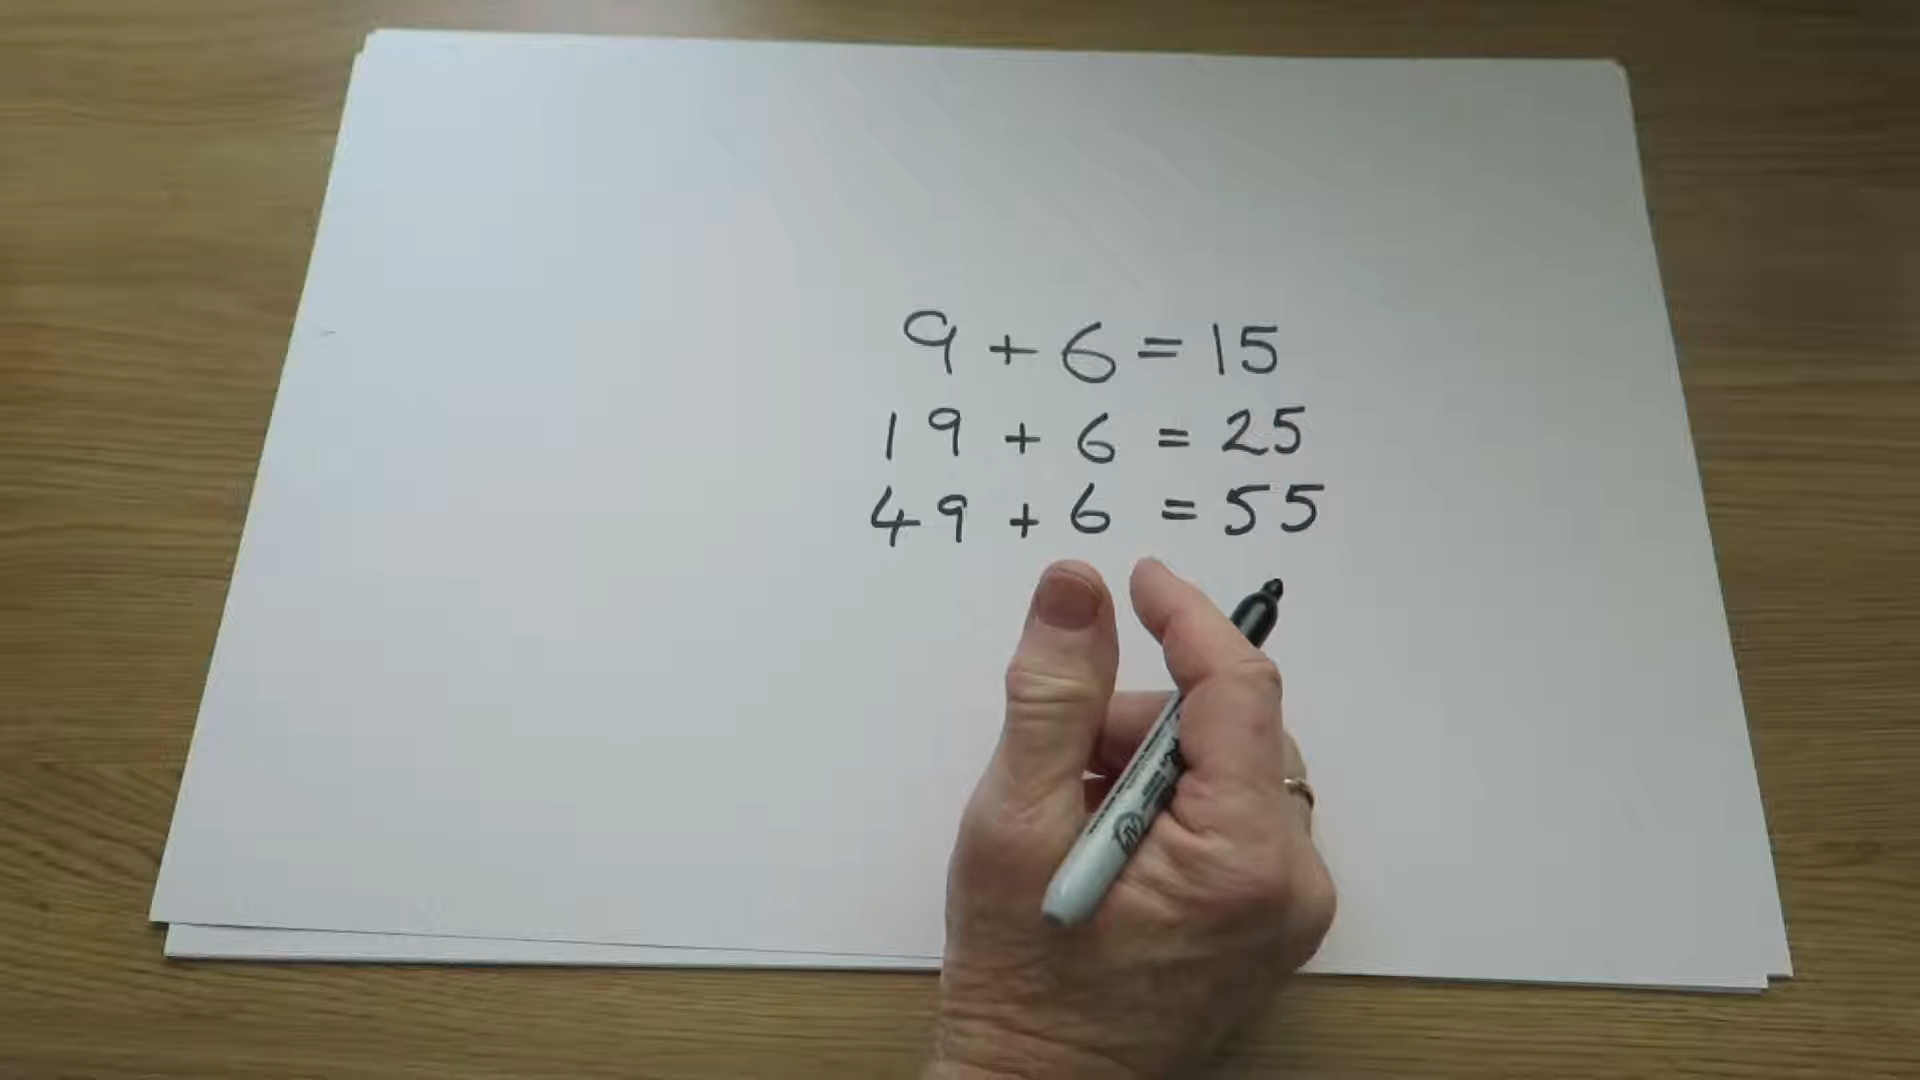 9 + 6 = 15
19 + 6 = 25
49 + 6 = 55